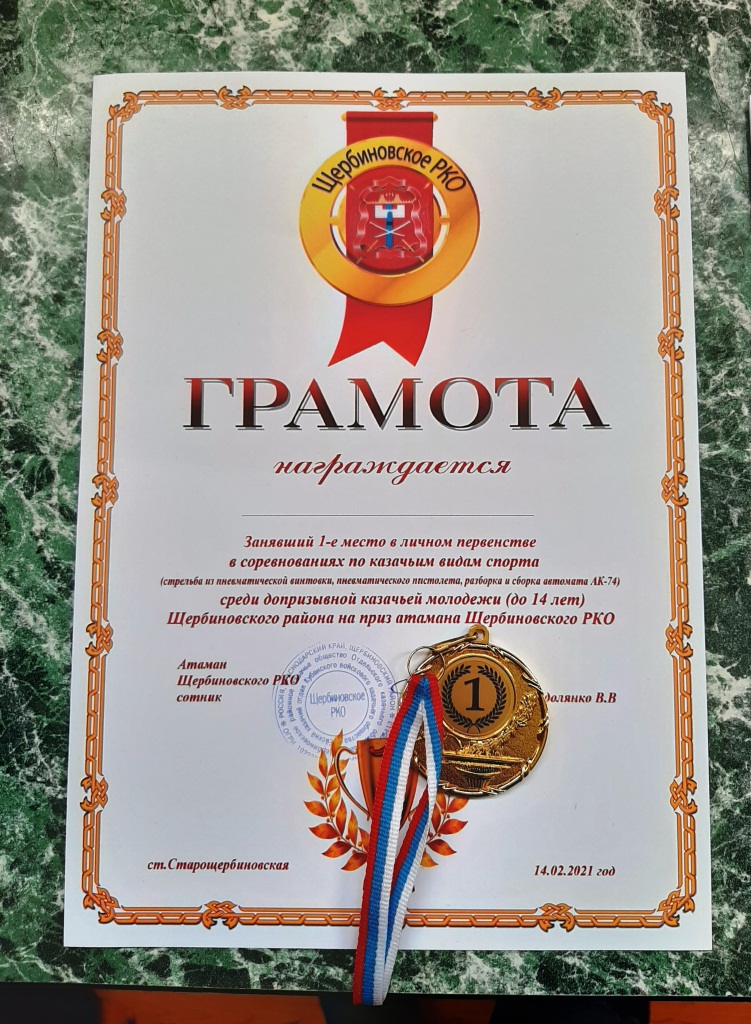 Щербиновское РКО
ГРАМОТА
награждается
Занявший 1-е место в личном первенстве
в соревнованиях по казачьим видам спорта
(стрельба из пневматической винтовки, пневматического пистолета, разборка и сборка автомата АК-74)
среди допризывной казачьей молодежи (до 14 лет)
Щербиновского района на приз атамана Щербиновского РКО
Атаман
Щербиновского РКО
сотник
Щербиновское
РКО
1
В.В
ст.Старощербиновская
14.02.2021 год